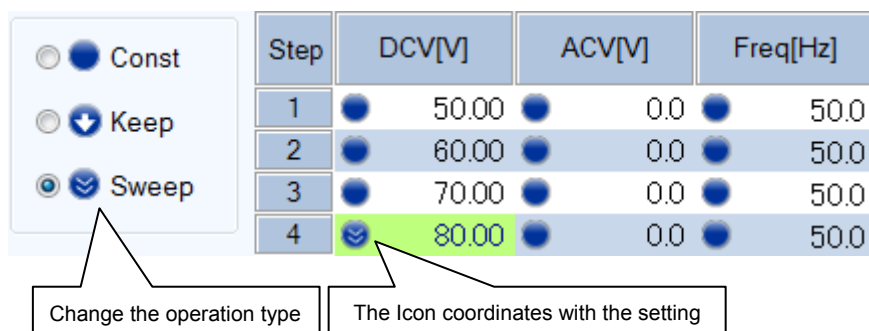 Const
Keep
Sweep
Step DCV[V] ACV[V] Freq[Hz]
1 50.00 0.0 50.0
2 60.00 0.0 50.0
3 70.00 0.0 50.0
4 80.00 0.0 50.0
Change the operation type
The Icon coordinates with the setting